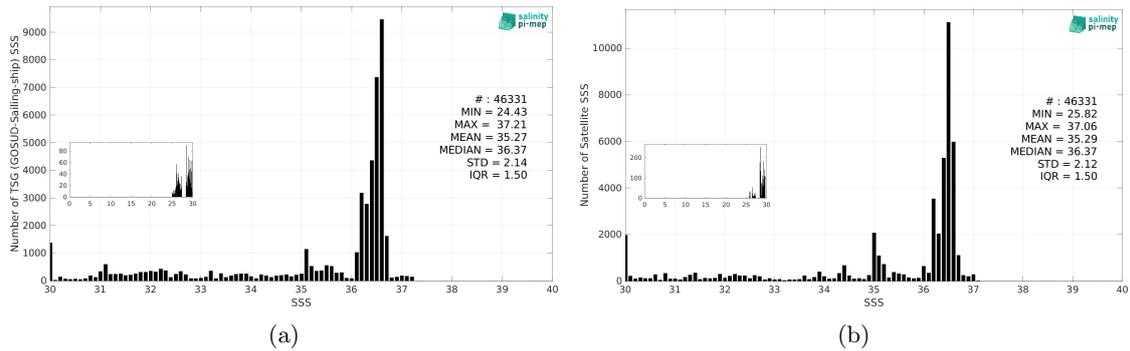 Number of TSG (GOSUD-Sailing-ship) SSS
9000
8000
7000
6000
5000
4000
3000
2000
1000
0
30 31 32 33 34 35 36 37 38 39 40
SSS
salinity
pi-mep
# : 46331
MIN = 24.43
MAX = 37.21
MEAN = 35.27
MEDIAN = 36.37
STD = 2.14
IQR = 1.50
80
60
40
20
0
0 5 10 15 20 25 30
(a)
Number of Satellite SSS
10000
8000
6000
4000
2000
0
30 31 32 33 34 35 36 37 38 39 40
SSS
salinity
pi-mep
# : 46331
MIN = 25.82
MAX = 37.06
MEAN = 35.29
MEDIAN = 36.37
STD = 2.12
IQR = 1.50
200
100
0
0 5 10 15 20 25 30
(b)